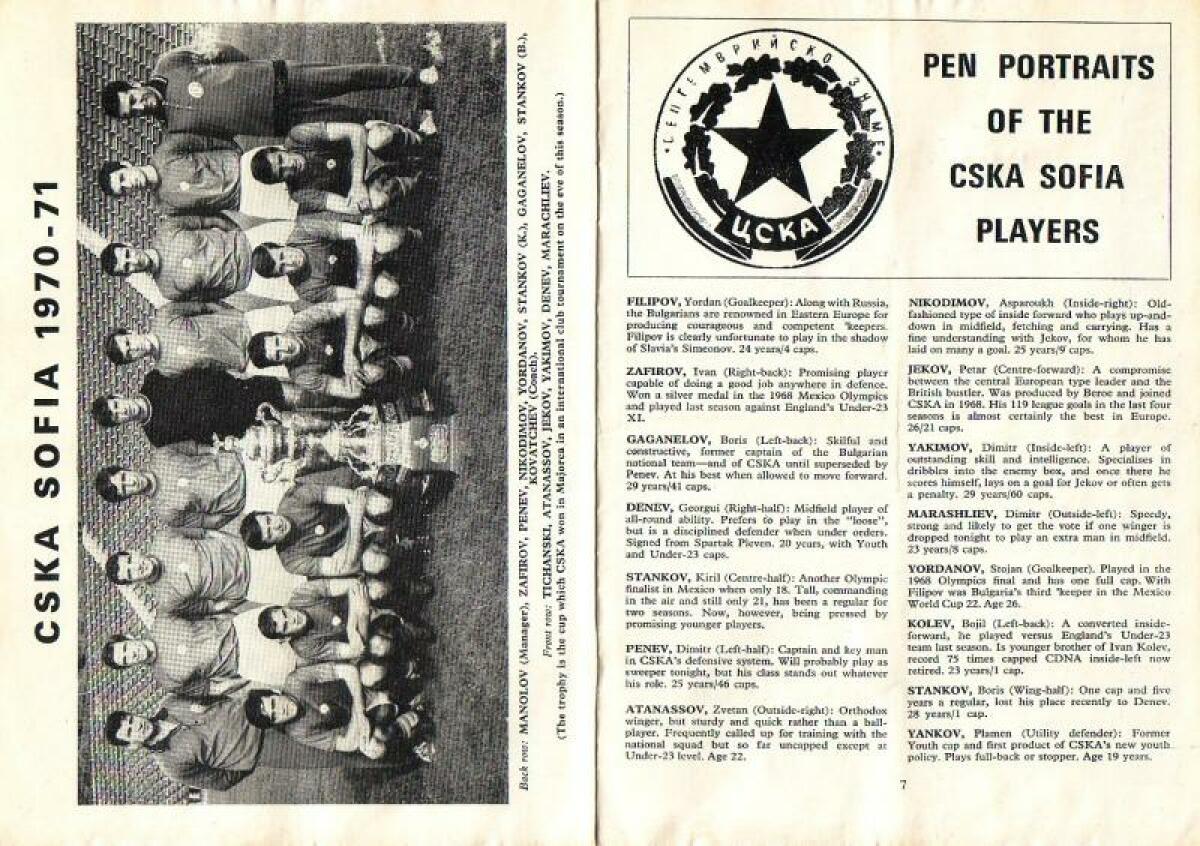 CSKA SOFIA 1970-71
Back row: MANOLOV (Manager), ZAFIROV, PENEV, NIKODIMOV, YORDANOV, STANKOV (K.), GAGANELOV, STANKOV (B.),
KOVATCHEV (Coach).
Front row: TICHANSKI, ATANASSOV, JEKOV, YAKIMOV, DENEV, MARACHLIEV.
(The trophy is the cup which CSKA won in Majorca in an international club tournament on the eve of this season.)
СЕПТЕМВРИЙСКО ЗНАМЕ
ЦСКА
PEN PORTRAITS
OF THE
CSKA SOFIA
PLAYERS
FILIPOV, Yordan (Goalkeeper): Along with Russia,
the Bulgarians are renowned in Eastern Europe for
producing courageous and competent 'keepers.
Filipov is clearly unfortunate to play in the shadow
of Slavia's Simeonov. 24 years/4 caps.
ZAFIROV, Ivan (Right-back): Promising player
capable of doing a good job anywhere in defence.
Won a silver medal in the 1968 Mexico Olympics
and played last season against England's Under-23
XI.
GAGANELOV, Boris (Left-back): Skilful and
constructive, former captain of the Bulgarian
national team—and of CSKA until superseded by
Penev. At his best when allowed to move forward.
29 years/41 caps.
DENEV, Georgui (Right-half): Midfield player of
all-round ability. Prefers to play in the "loose",
but is a disciplined defender when under orders.
Signed from Spartak Pleven. 20 years, with Youth
and Under-23 caps.
STANKOV, Kiril (Centre-half): Another Olympic
finalist in Mexico when only 18. Tall, commanding
in the air and still only 21, has been a regular for
two seasons. Now, however, being pressed by
promising younger players.
PENEV, Dimitr (Left-half): Captain and key man
in CSKA's defensive system. Will probably play as
sweeper tonight, but his class stands out whatever
his role. 25 years/46 caps.
ATANASSOV, Zvetan (Outside-right): Orthodox
winger, but sturdy and quick rather than a ball-
player. Frequently called up for training with the
national squad but so far uncapped except at
Under-23 level. Age 22.
NIKODIMOV, Asparoukh (Inside-right): Old-
fashioned type of inside forward who plays up-and-
down in midfield, fetching and carrying. Has a
fine understanding with Jekov, for whom he has
laid on many a goal. 25 years/9 caps.
JEKOV, Petar (Centre-forward): A compromise
between the central European type leader and the
British bustler. Was produced by Beroe and joined
CSKA in 1968. His 119 league goals in the last four
seasons is almost certainly the best in Europe.
26/21 caps.
YAKIMOV, Dimitr (Inside-left): A player of
outstanding skill and intelligence. Specialises in
dribbles into the enemy box, and once there he
scores himself, lays on a goal for Jekov or often gets
a penalty. 29 years/60 caps.
MARASHLIEV, Dimitr (Outside-left): Speedy,
strong and likely to get the vote if one winger is
dropped tonight to play an extra man in midfield.
23 years/8 caps.
YORDANOV, Stojan (Goalkeeper). Played in the
1968 Olympics final and has one full cap. With
Filipov was Bulgaria's third 'keeper in the Mexico
World Cup 22. Age 26.
KOLEV, Bojil (Left-back): A converted inside-
forward, he played versus England's Under-23
team last season. Is younger brother of Ivan Kolev,
record 75 times capped CDNA inside-left now
retired. 23 years/1 cap.
STANKOV, Boris (Wing-half): One cap and five
years a regular, lost his place recently to Denev.
28 years/1 cap.
YANKOV, Plamen (Utility defender): Former
Youth cup and first product of CSKA's new youth
policy. Plays full-back or stopper. Age 19 years.
7